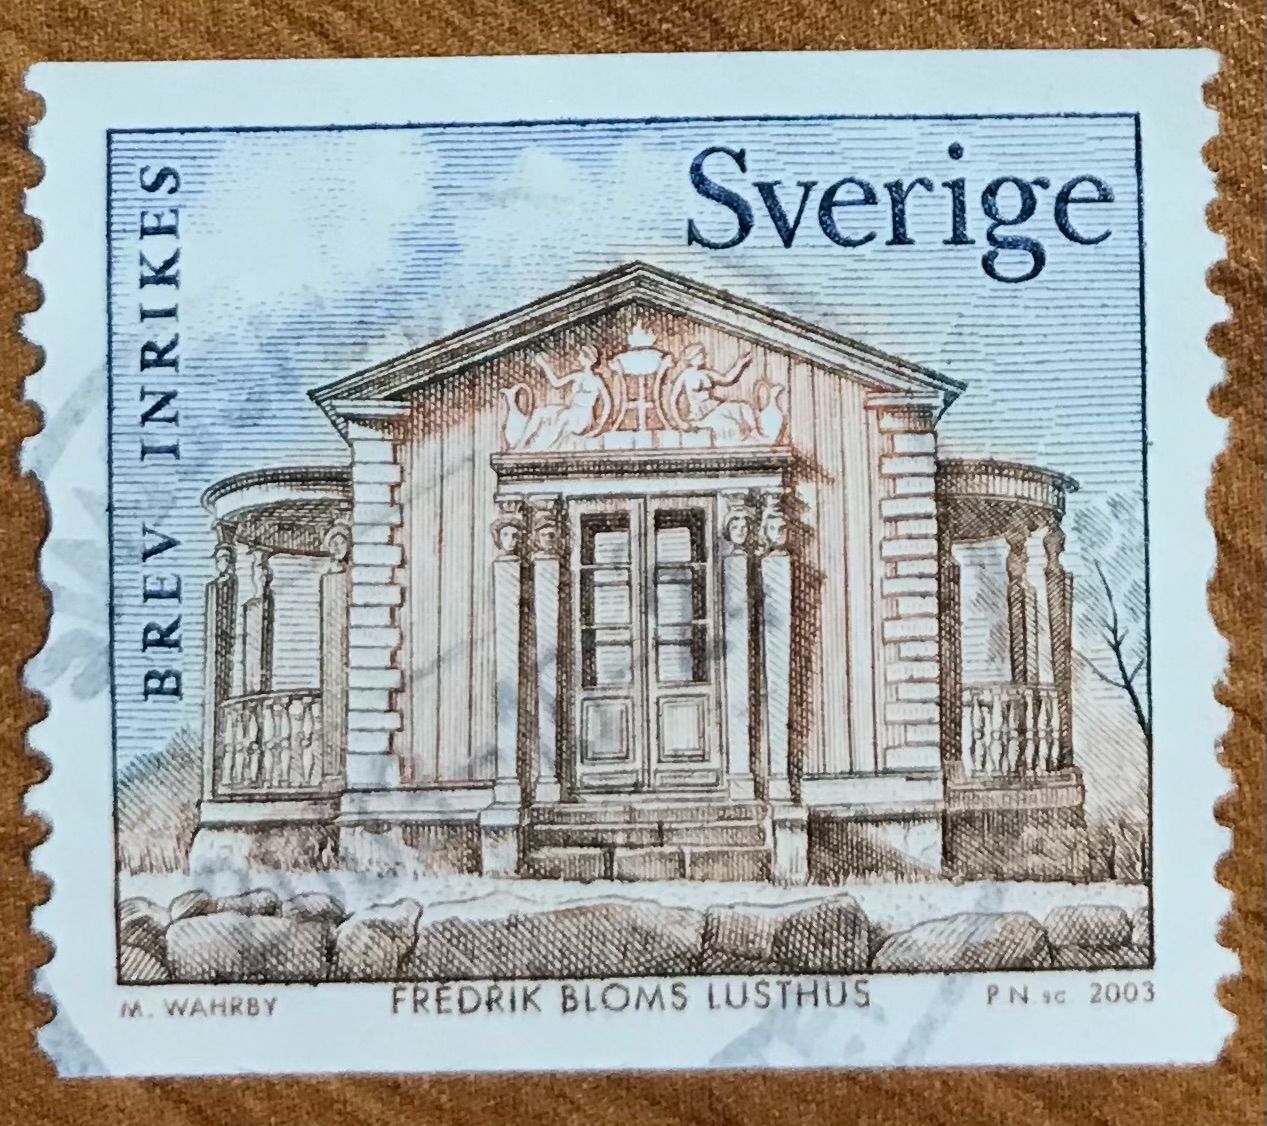 Sverige
BREV INRIKES
M. WAHRBY
FREDRIK BLOMS LUSTHUS
P N sc 2003